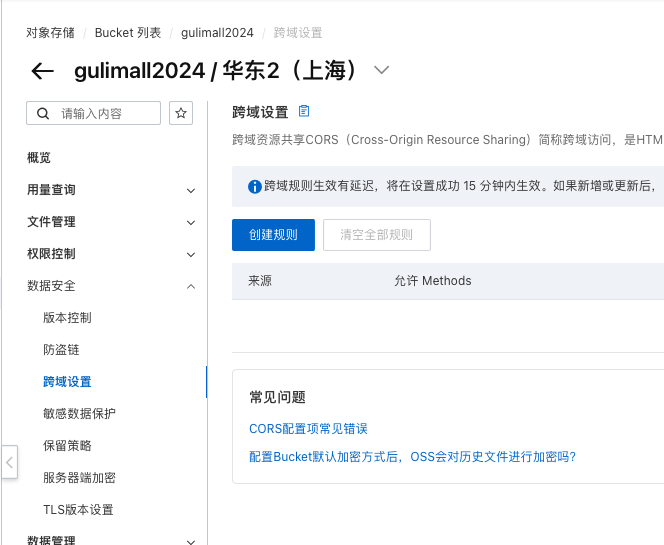 对象存储 / Bucket 列表 / gulimall2024 / 跨域设置
gulimall2024 / 华东2（上海）
请输入内容
概览
用量查询
文件管理
权限控制
数据安全
版本控制
防盗链
跨域设置
敏感数据保护
保留策略
服务器端加密
TLS版本设置
数据管理
跨域设置
跨域资源共享CORS（Cross-Origin Resource Sharing）简称跨域访问，是HTM
跨域规则生效有延迟，将在设置成功 15 分钟内生效。如果新增或更新后，
创建规则 清空全部规则
来源 允许 Methods
常见问题
CORS配置项常见错误
配置Bucket默认加密方式后，OSS会对历史文件进行加密吗?